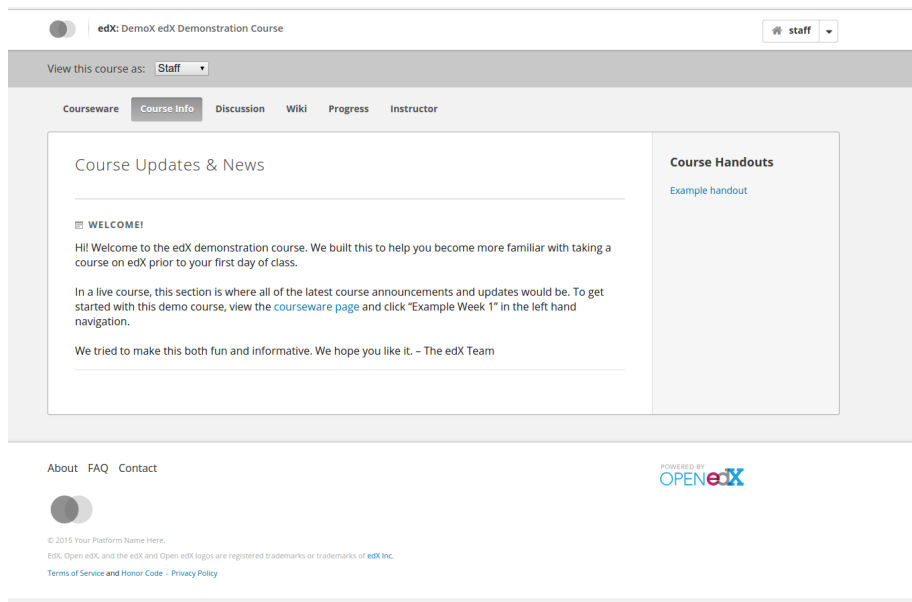 edX: DemoX edX Demonstration Course
staff
View this course as: Staff
Courseware Course Info Discussion Wiki Progress Instructor
Course Updates & News
WELCOME!
Hi! Welcome to the edX demonstration course. We built this to help you become more familiar with taking a
course on edX prior to your first day of class.
In a live course, this section is where all of the latest course announcements and updates would be. To get
started with this demo course, view the courseware page and click “Example Week 1” in the left hand
navigation.
We tried to make this both fun and informative. We hope you like it. – The edX Team
Course Handouts
Example handout
About FAQ Contact
POWERED BY
OPEN edX
© 2015 Your Platform Name Here.
EdX, Open edX, and the edX and Open edX logos are registered trademarks or trademarks of edX Inc.
Terms of Service and Honor Code - Privacy Policy